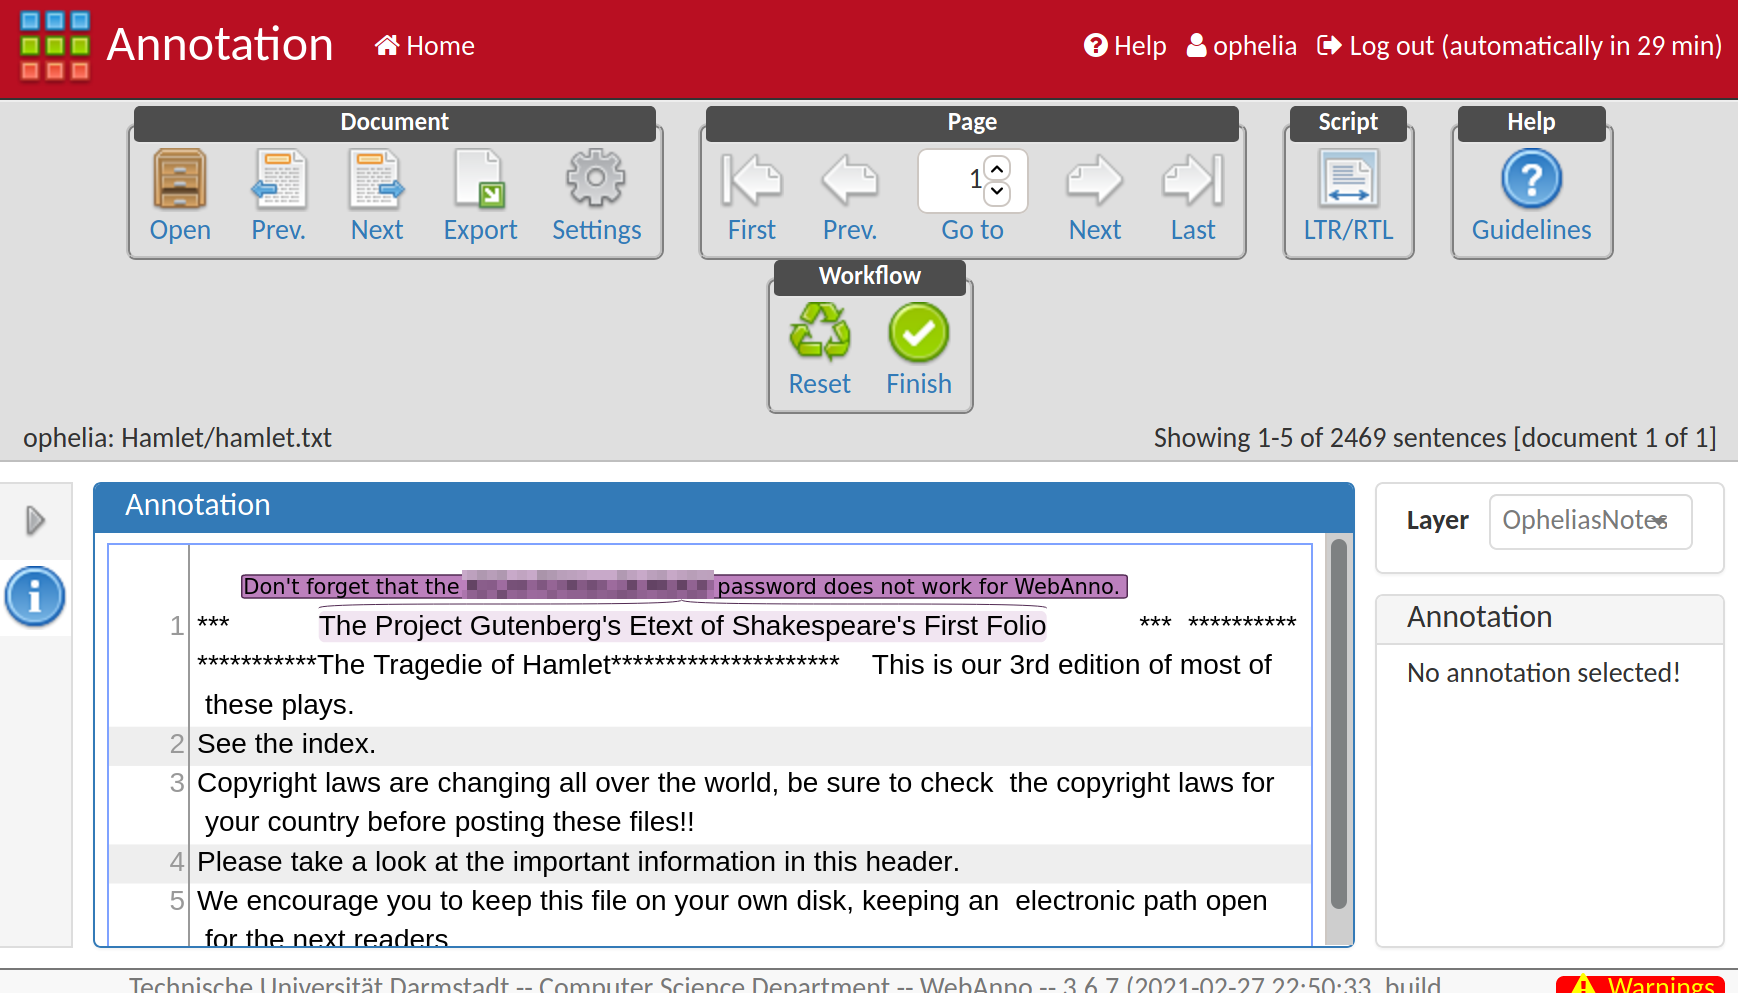 Annotation Home Help ophelia Log out (automatically in 29 min)
Document Page Script Help
Open Prev. Next Export Settings First Prev. 1 Go to Next Last LTR/RTL Guidelines
Workflow
Reset Finish
ophelia: Hamlet/hamlet.txt Showing 1-5 of 2469 sentences [document 1 of 1]
Annotation
Layer OpheliasNotes
Don't forget that the password does not work for WebAnno.
1 *** The Project Gutenberg's Etext of Shakespeare's First Folio *** **********
***********The Tragedie of Hamlet********************* This is our 3rd edition of most of
these plays.
2 See the index.
3 Copyright laws are changing all over the world, be sure to check the copyright laws for
your country before posting these files!!
4 Please take a look at the important information in this header.
5 We encourage you to keep this file on your own disk, keeping an electronic path open
for the next readers
Annotation
No annotation selected!
Technische Universität Darmstadt -- Computer Science Department -- WebAnno -- 3.6.7 (2021-02-27 22:50:33, build
Warnings